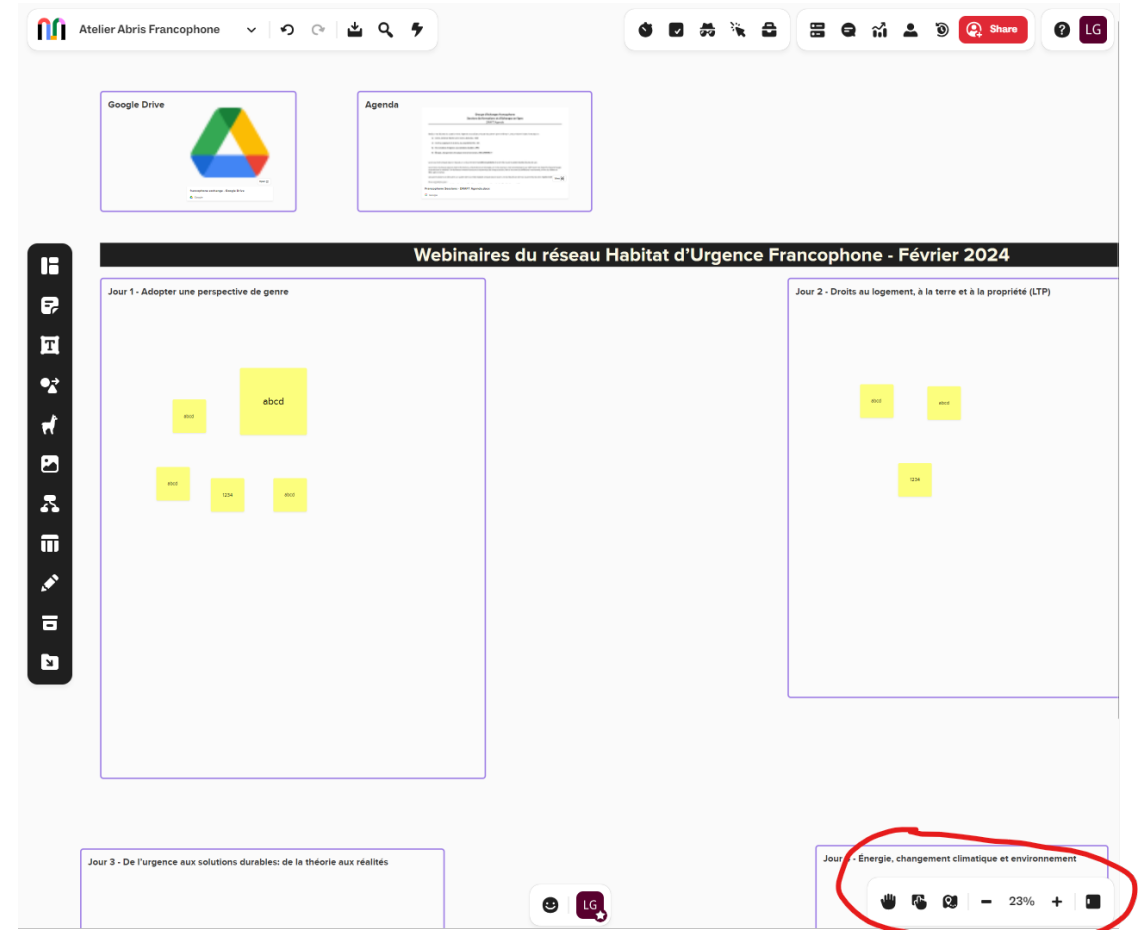 Atelier Abris Francophone
Share
LG
Google Drive
Agenda
Webinaires du réseau Habitat d'Urgence Francophone - Février 2024
Jour 1 - Adopter une perspective de genre
Jour 2 - Droits au logement, à la terre et à la propriété (LTP)
abcd
abcd
abcd
abcd
abcd
1234
abcd
1234
Jour 3 - De l'urgence aux solutions durables: de la théorie aux réalités
Énergie, changement climatique et environnement
LG
23%